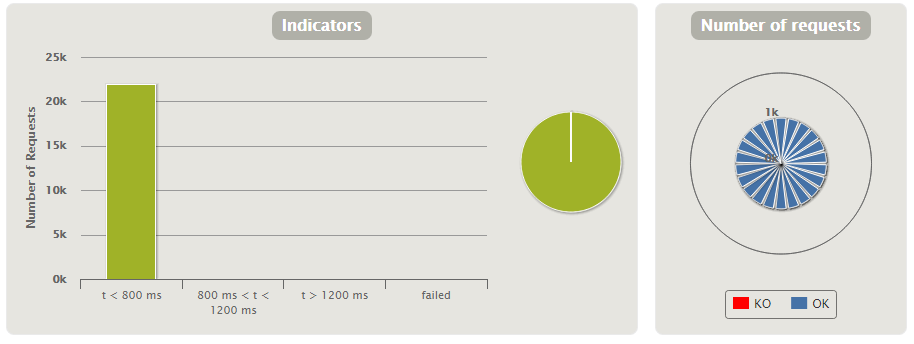 Indicators
Number of requests
Number of Requests
25k
20k
15k
10k
5k
0k
t < 800 ms
800 ms < t <
1200 ms
t > 1200 ms
failed
1k
0k
KO
OK